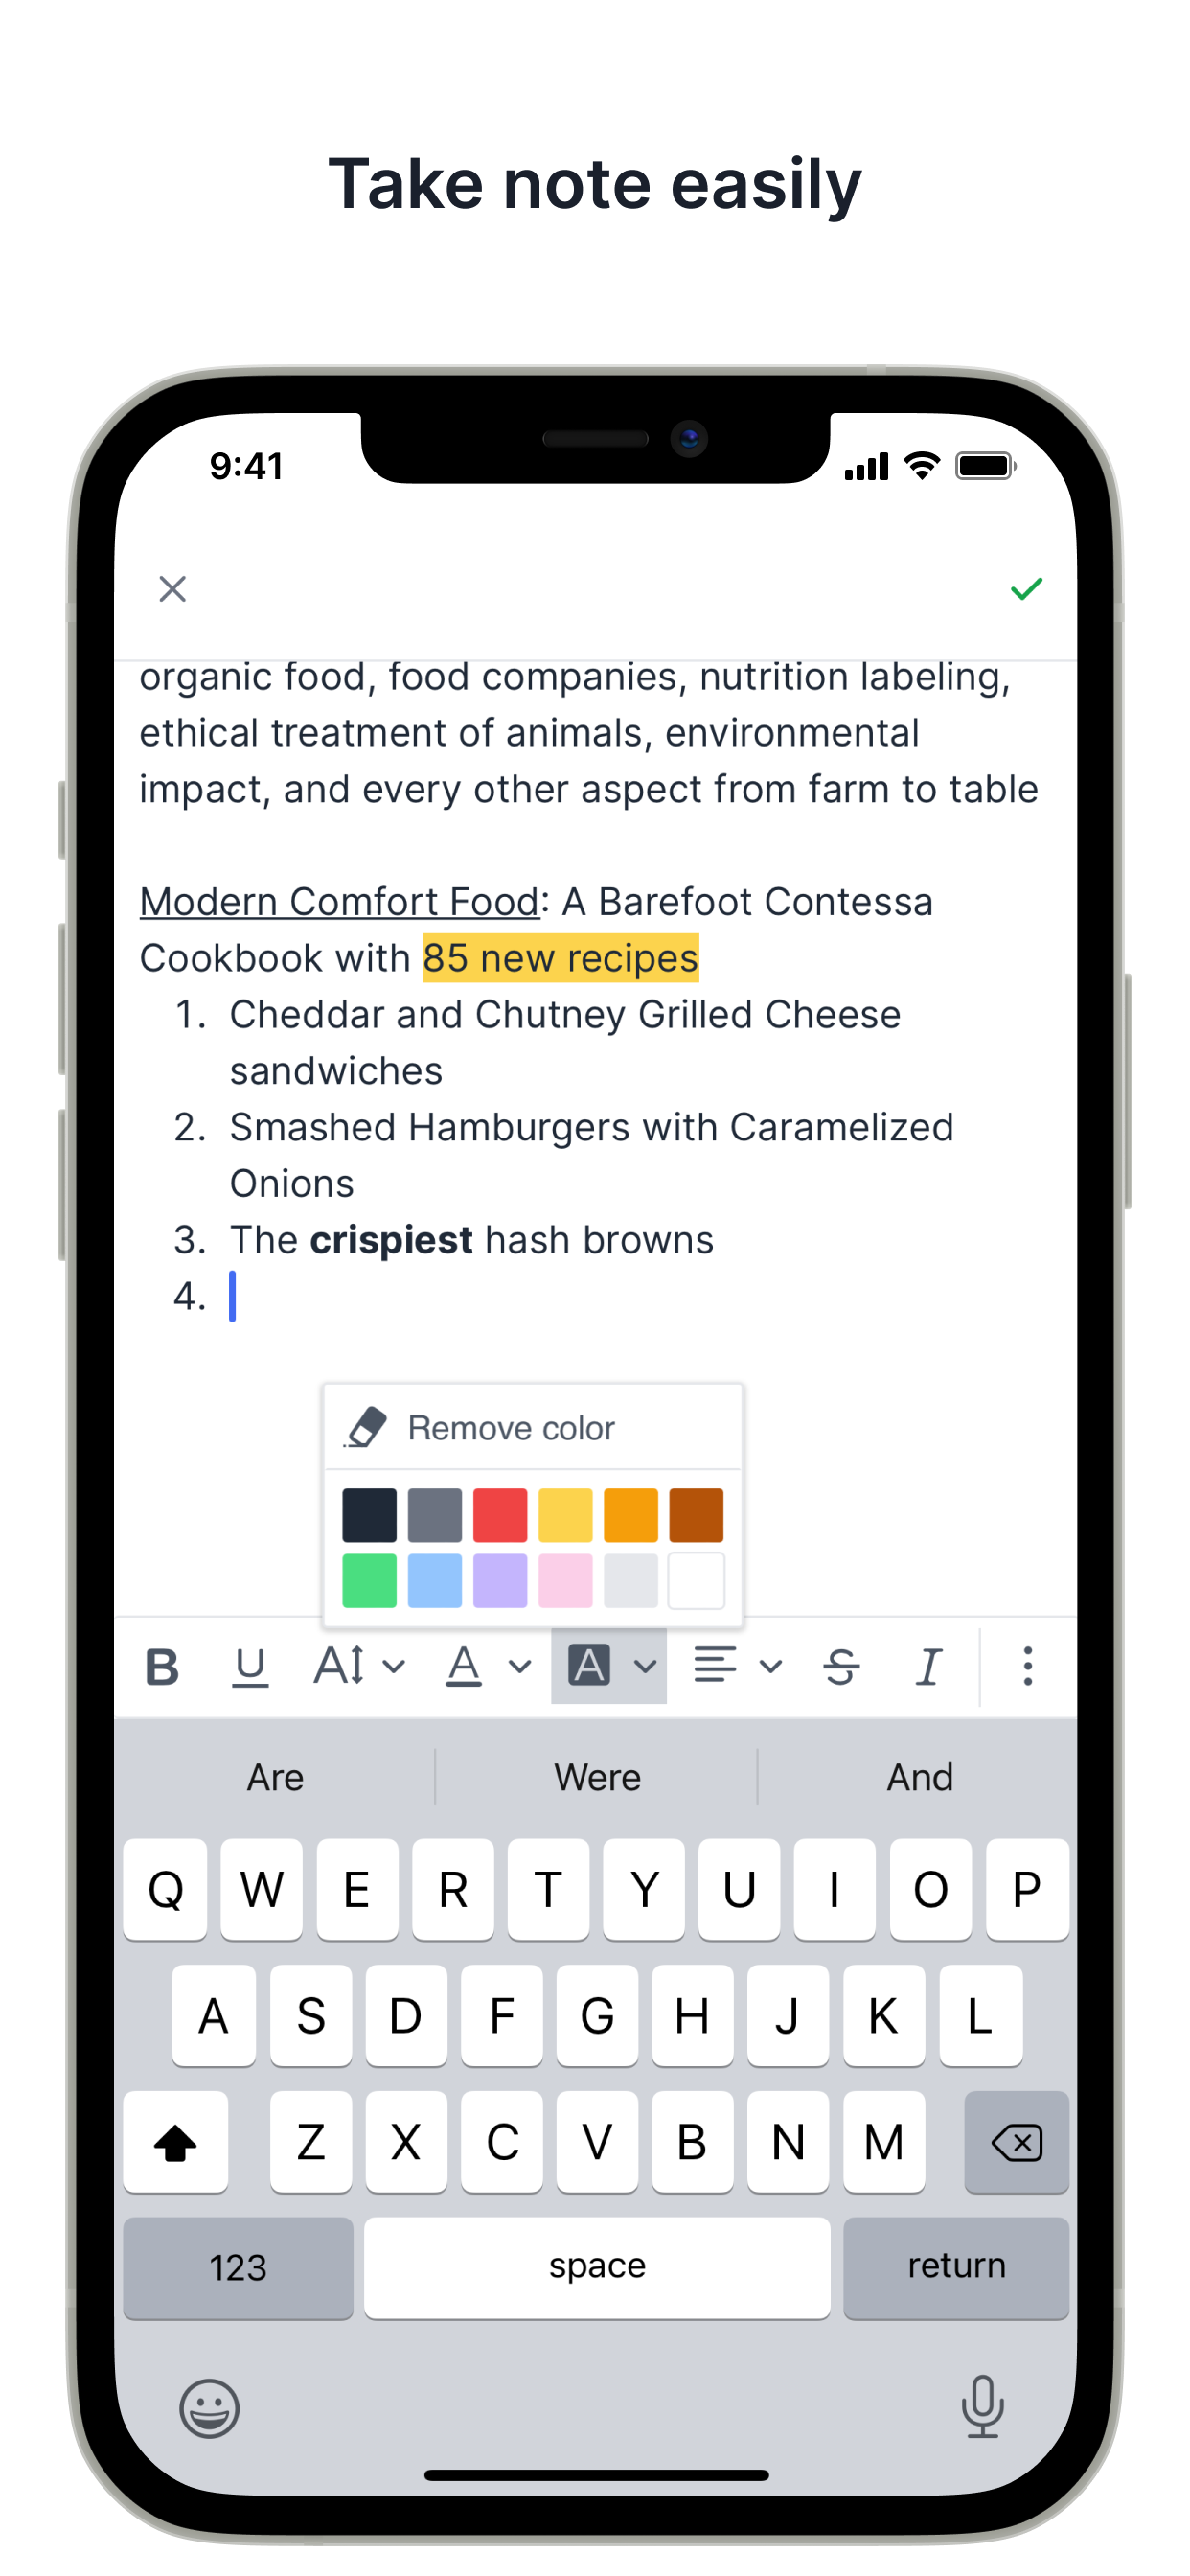 Take note easily
9:41
organic food, food companies, nutrition labeling,
ethical treatment of animals, environmental
impact, and every other aspect from farm to table
Modern Comfort Food: A Barefoot Contessa
Cookbook with 85 new recipes
1. Cheddar and Chutney Grilled Cheese
sandwiches
2. Smashed Hamburgers with Caramelized
Onions
3. The crispiest hash browns
4.
Remove color
B U A A A S I
Are Were And
Q W E R T Y U I O P
A S D F G H J K L
Z X C V B N M
123 space return